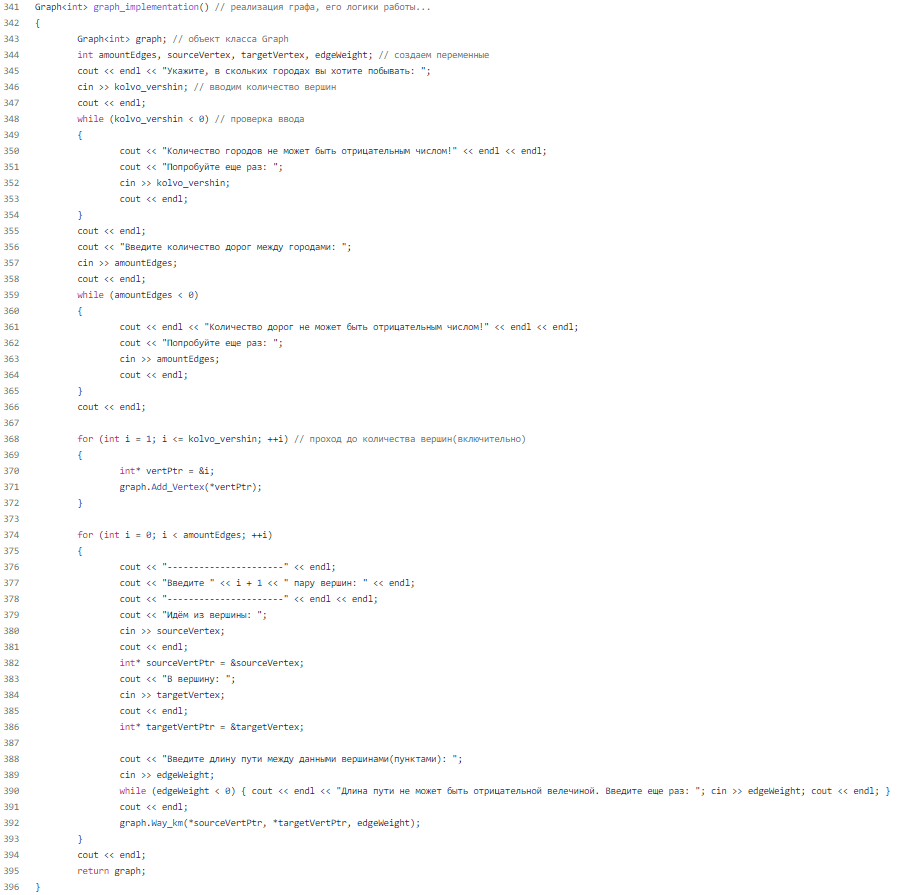 341 Graph<int> graph_implementation() // реализация графа, его логики работы...
342 {
343 Graph<int> graph; // объект класса Graph
344 int amountEdges, sourceVertex, targetVertex, edgeWeight; // создаем переменные
345 cout << endl << "Укажите, в скольких городах вы хотите побывать: ";
346 cin >> kolvo_vershin; // вводим количество вершин
347 cout << endl;
348 while (kolvo_vershin < 0) // проверка ввода
349 {
350 cout << "Количество городов не может быть отрицательным числом!" << endl << endl;
351 cout << "Попробуйте еще раз: ";
352 cin >> kolvo_vershin;
353 cout << endl;
354 }
355 cout << endl;
356 cout << "Введите количество дорог между городами: ";
357 cin >> amountEdges;
358 cout << endl;
359 while (amountEdges < 0)
360 {
361 cout << endl << "Количество дорог не может быть отрицательным числом!" << endl << endl;
362 cout << "Попробуйте еще раз: ";
363 cin >> amountEdges;
364 cout << endl;
365 }
366 cout << endl;
367
368 for (int i = 1; i <= kolvo_vershin; ++i) // проход до количества вершин(включительно)
369 {
370 int* vertPtr = &i;
371 graph.Add_Vertex(*vertPtr);
372 }
373
374 for (int i = 0; i < amountEdges; ++i)
375 {
376 cout << "----------------------" << endl;
377 cout << "Введите " << i + 1 << " пару вершин: " << endl;
378 cout << "----------------------" << endl << endl;
379 cout << "Идём из вершины: ";
380 cin >> sourceVertex;
381 cout << endl;
382 int* sourceVertPtr = &sourceVertex;
383 cout << "В вершину: ";
384 cin >> targetVertex;
385 cout << endl;
386 int* targetVertPtr = &targetVertex;
387
388 cout << "Введите длину пути между данными вершинами(пунктами): ";
389 cin >> edgeWeight;
390 while (edgeWeight < 0) { cout << endl << "Длина пути не может быть отрицательной велечиной. Введите еще раз: "; cin >> edgeWeight; cout << endl; }
391 cout << endl;
392 graph.Way_km(*sourceVertPtr, *targetVertPtr, edgeWeight);
393 }
394 cout << endl;
395 return graph;
396 }